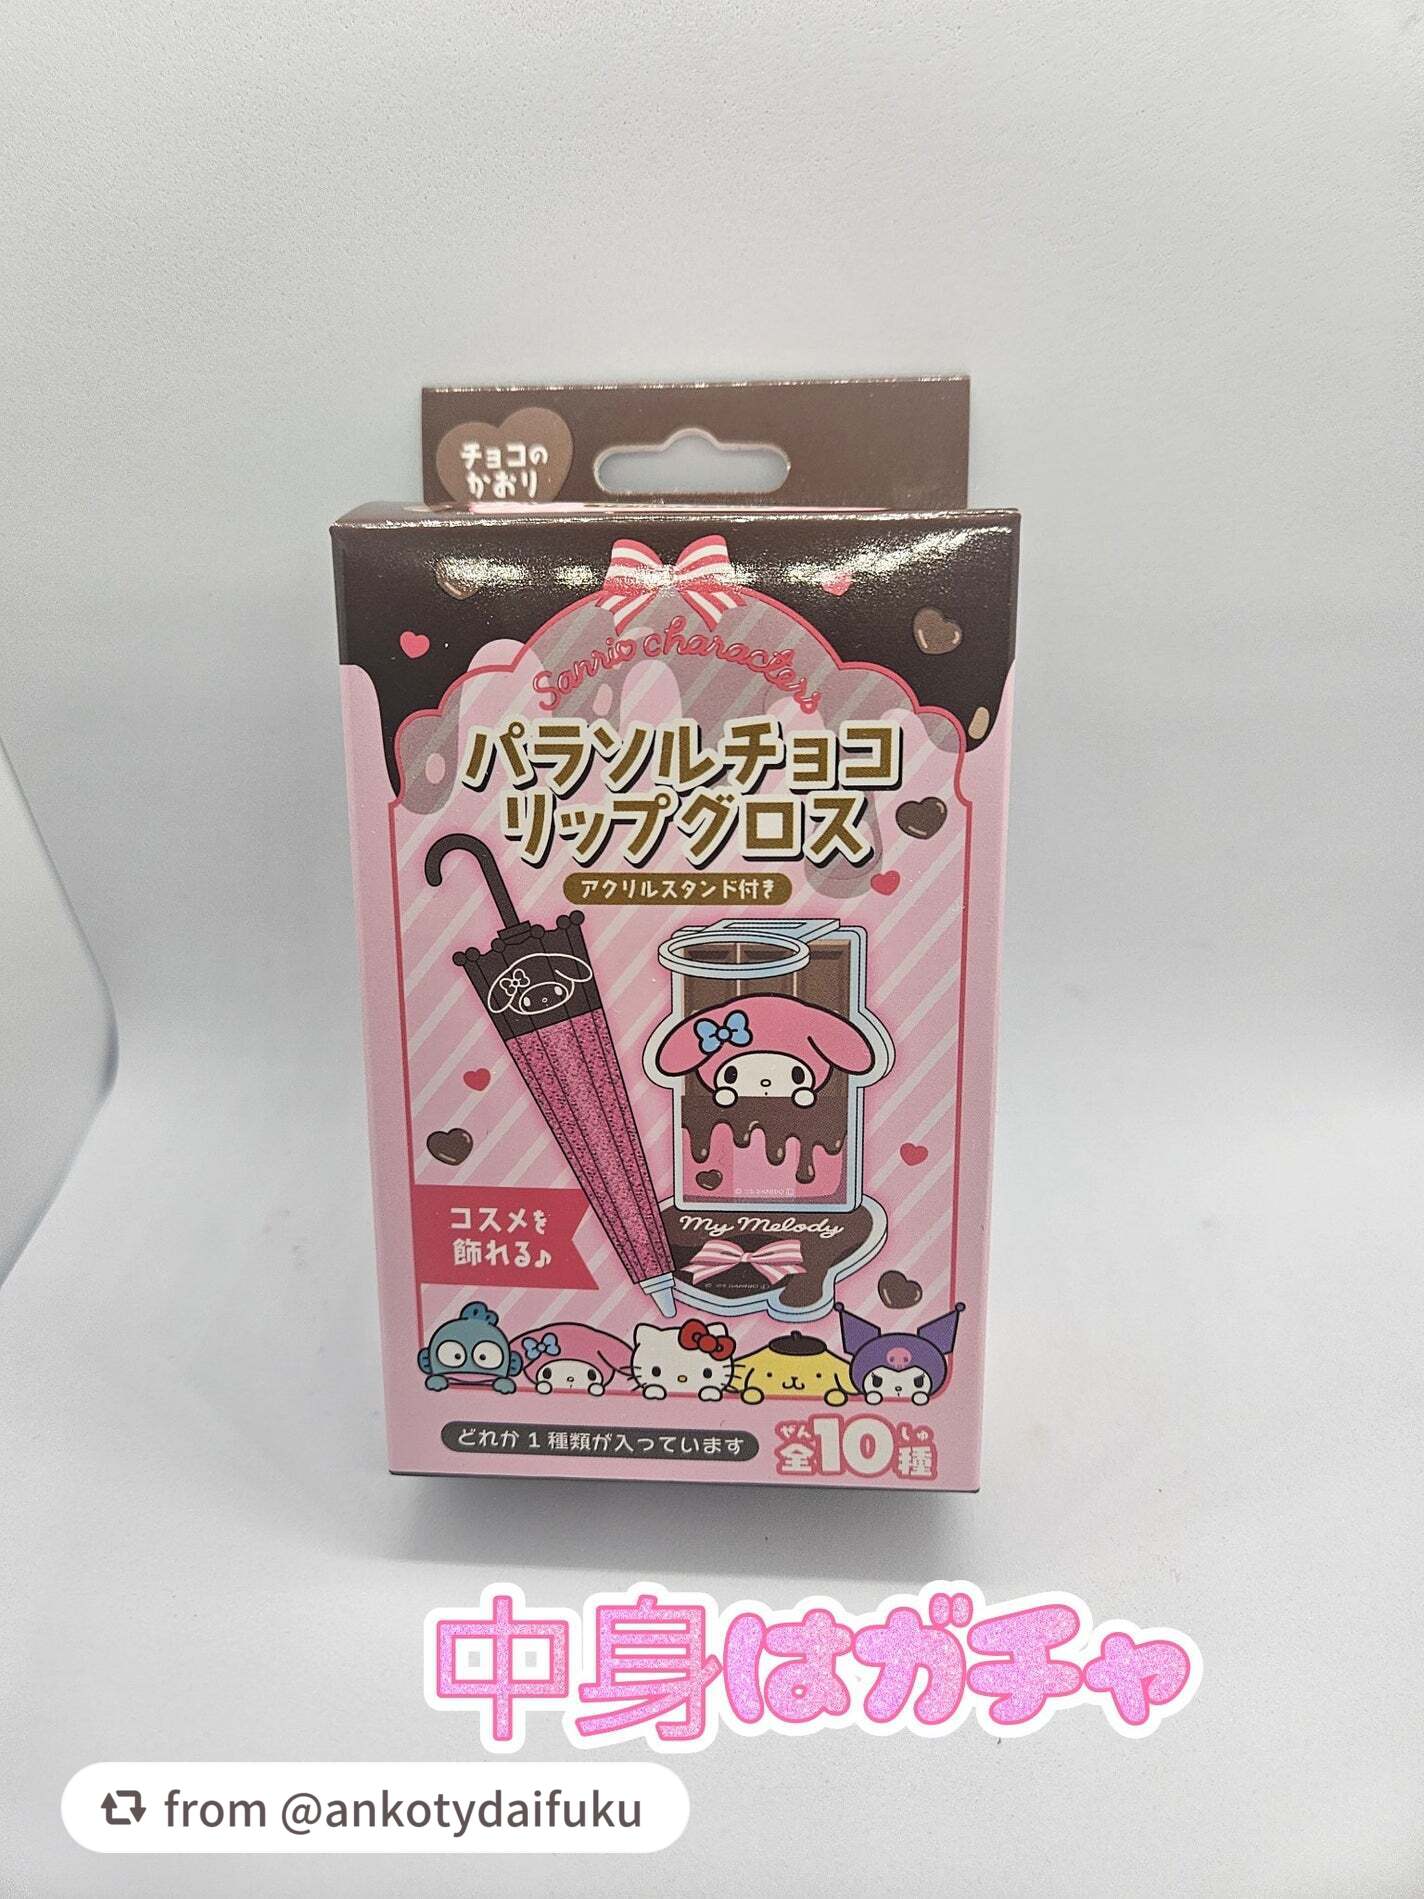 チョコの
かおり
Sanrio characters
パラソルチョコ
リップグロス
アクリルスタンド付き
My Melody
コスメを
飾れる♪
どれか1種類が入っています
ぜん しゅ
全10種
中身はガチャ
from @ankotydaifuku